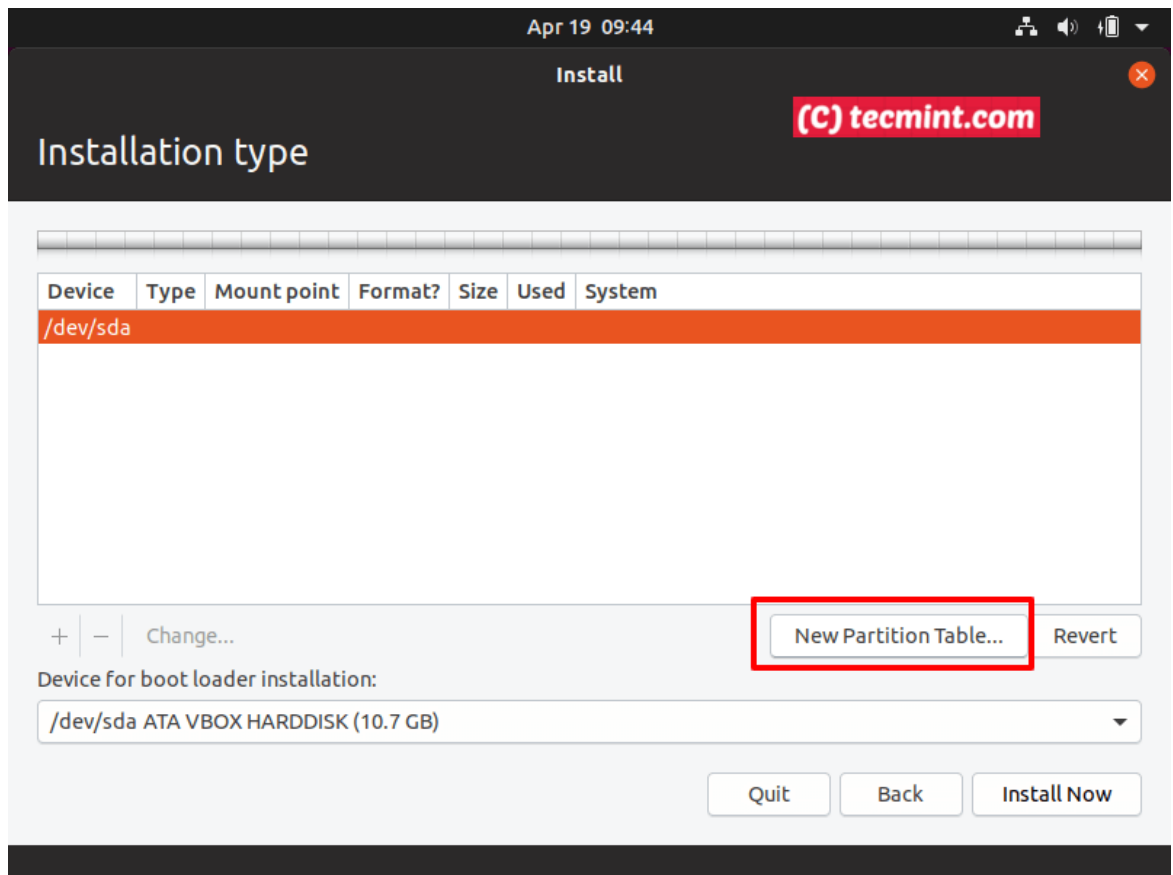 Apr 19 09:44
Install
(C) tecmint.com
Installation type
Device Type Mount point Format? Size Used System
/dev/sda
+ − Change... New Partition Table... Revert
Device for boot loader installation:
/dev/sda ATA VBOX HARDDISK (10.7 GB)
Quit Back Install Now